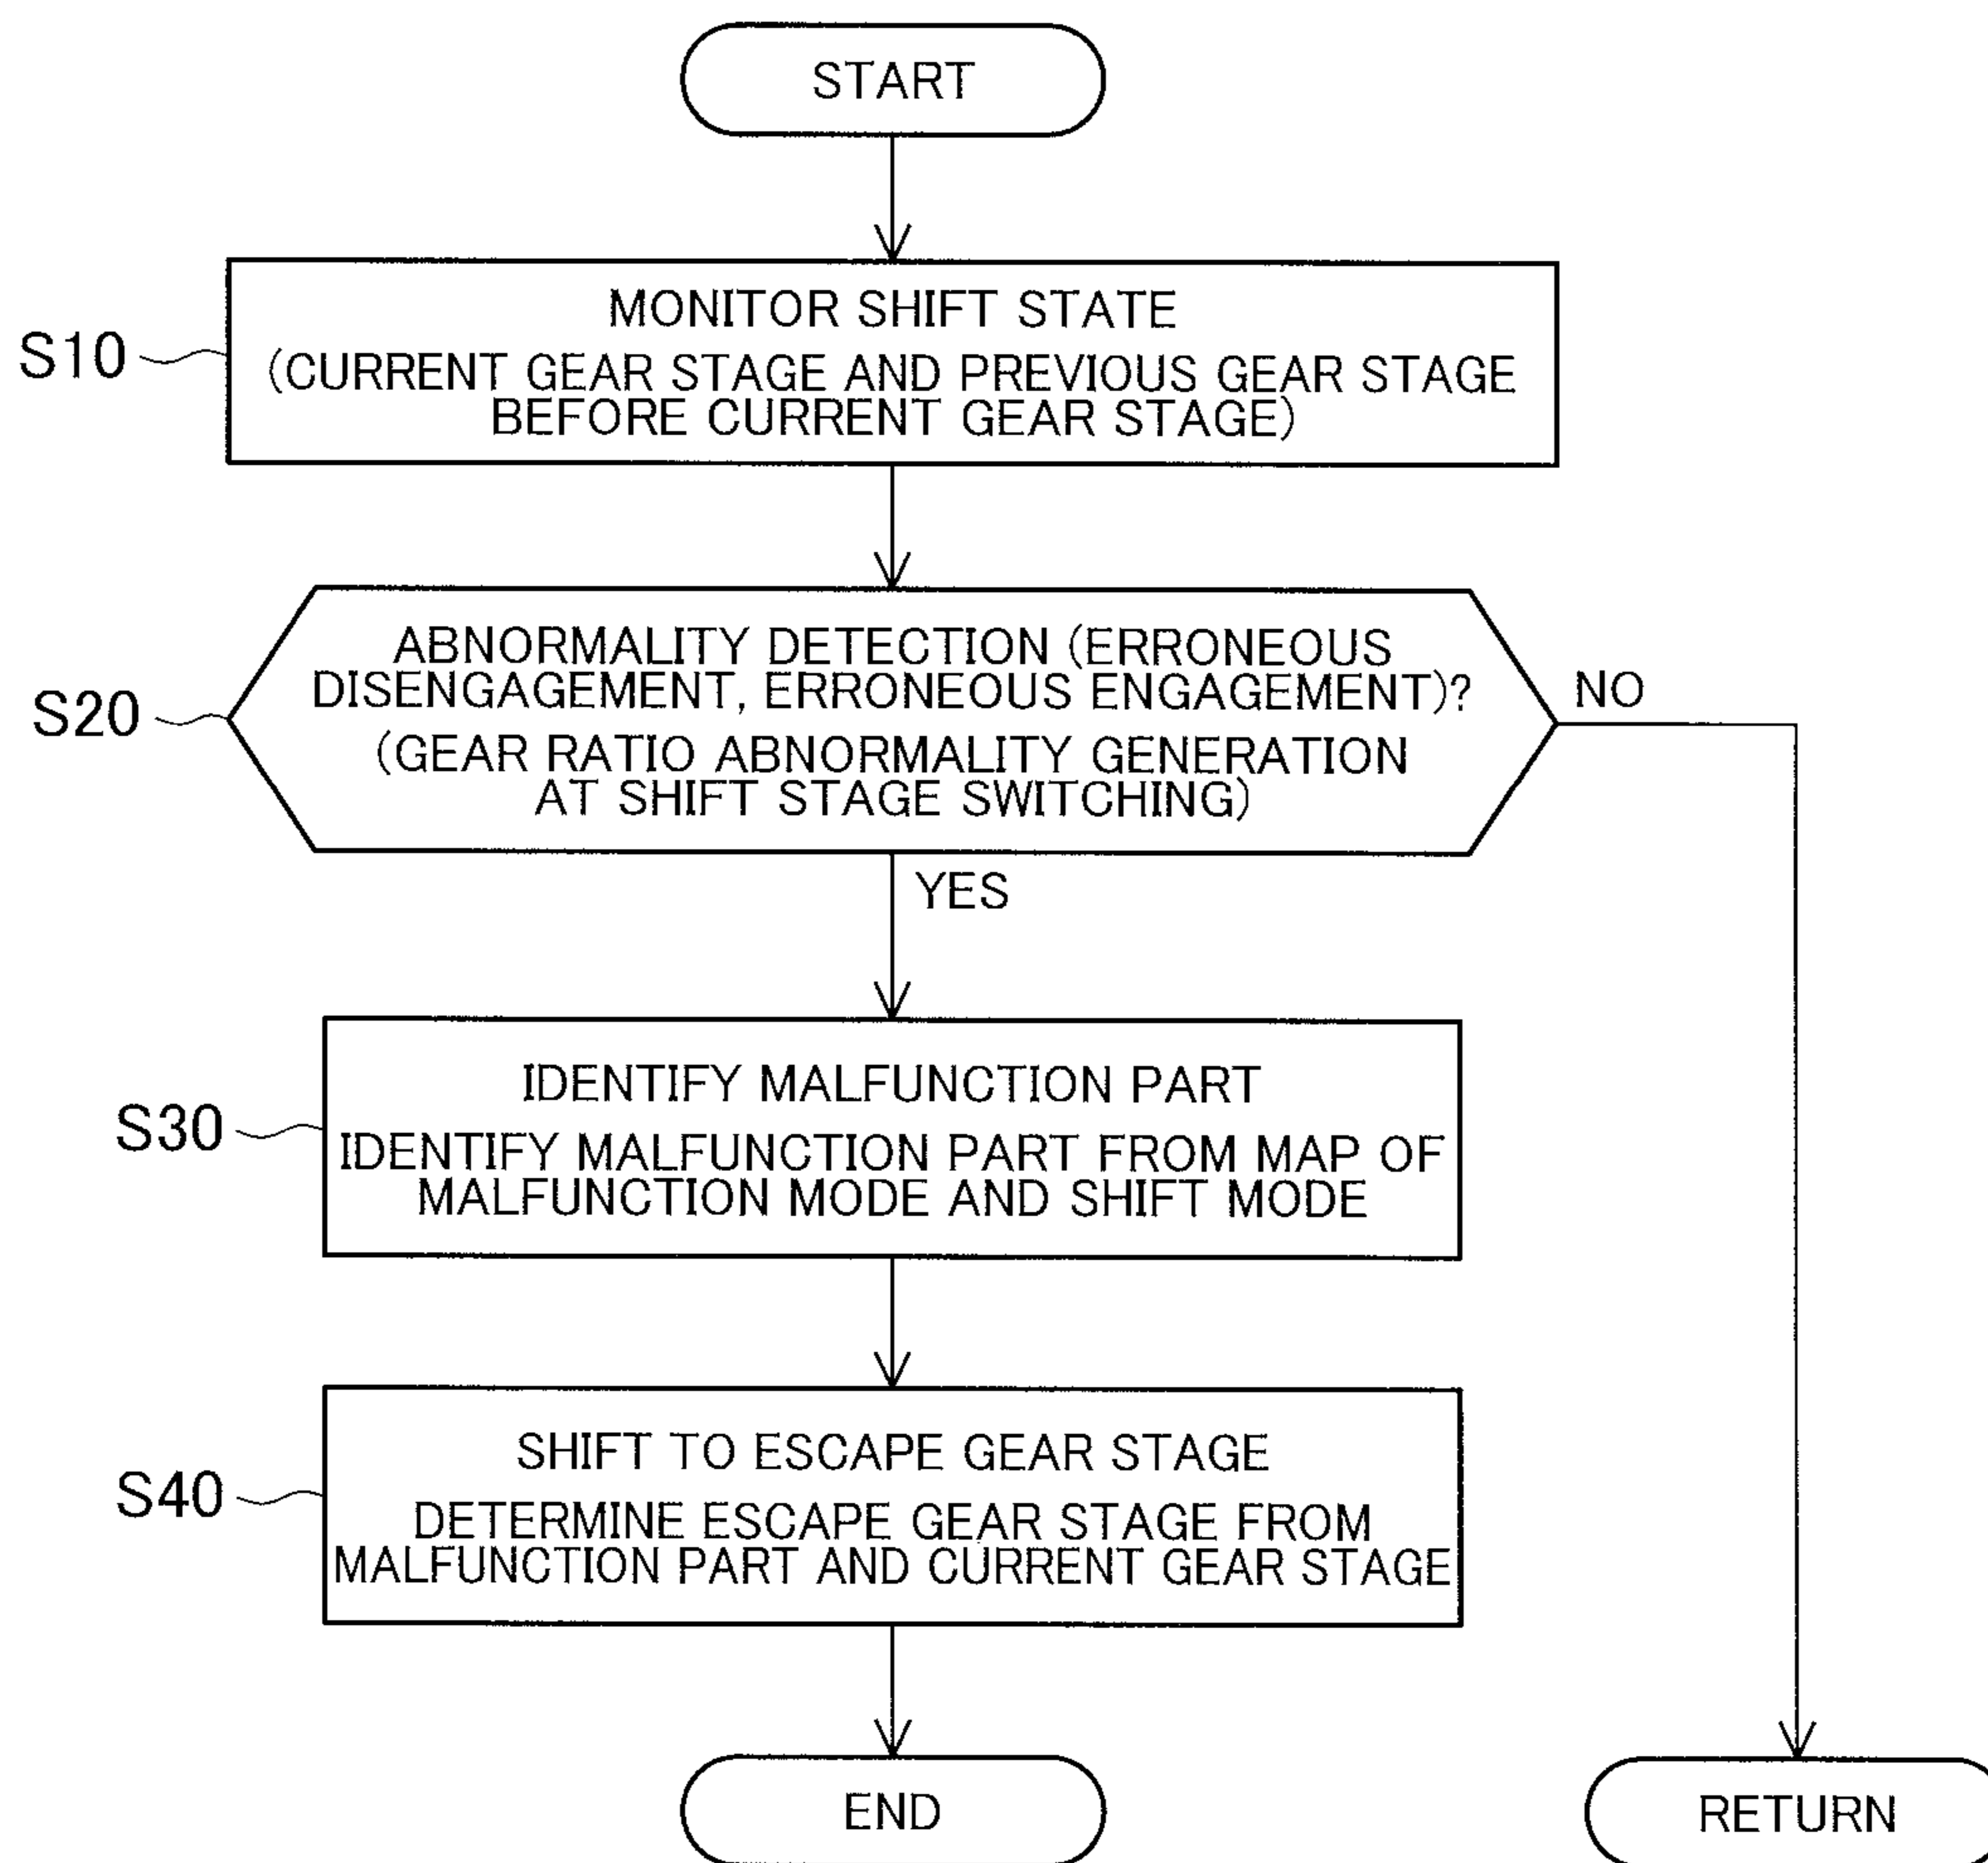 START
S10
MONITOR SHIFT STATE
(CURRENT GEAR STAGE AND PREVIOUS GEAR STAGE
BEFORE CURRENT GEAR STAGE)
S20
ABNORMALITY DETECTION (ERRONEOUS
DISENGAGEMENT, ERRONEOUS ENGAGEMENT)?
(GEAR RATIO ABNORMALITY GENERATION
AT SHIFT STAGE SWITCHING)
NO
YES
S30
IDENTIFY MALFUNCTION PART
IDENTIFY MALFUNCTION PART FROM MAP OF
MALFUNCTION MODE AND SHIFT MODE
S40
SHIFT TO ESCAPE GEAR STAGE
DETERMINE ESCAPE GEAR STAGE FROM
MALFUNCTION PART AND CURRENT GEAR STAGE
END
RETURN